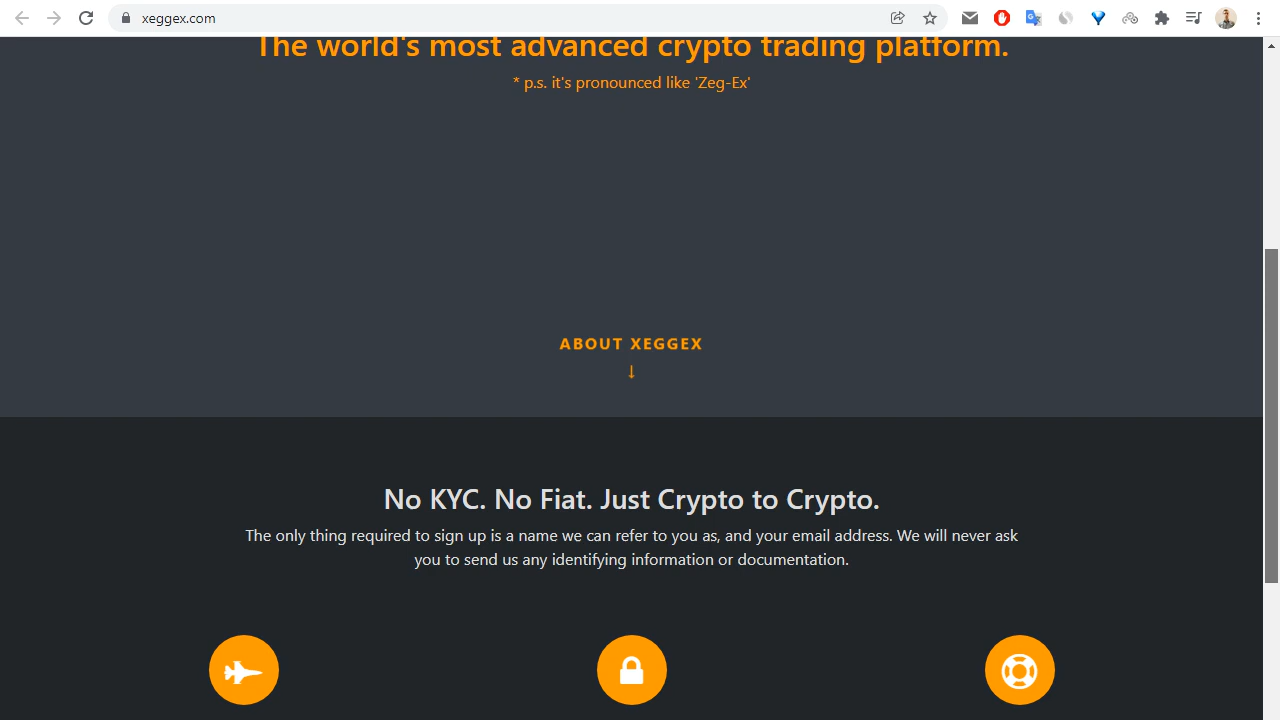 xeggex.com
The world's most advanced crypto trading platform.
* p.s. it's pronounced like 'Zeg-Ex'
ABOUT XEGGEX
↓
No KYC. No Fiat. Just Crypto to Crypto.
The only thing required to sign up is a name we can refer to you as, and your email address. We will never ask
you to send us any identifying information or documentation.